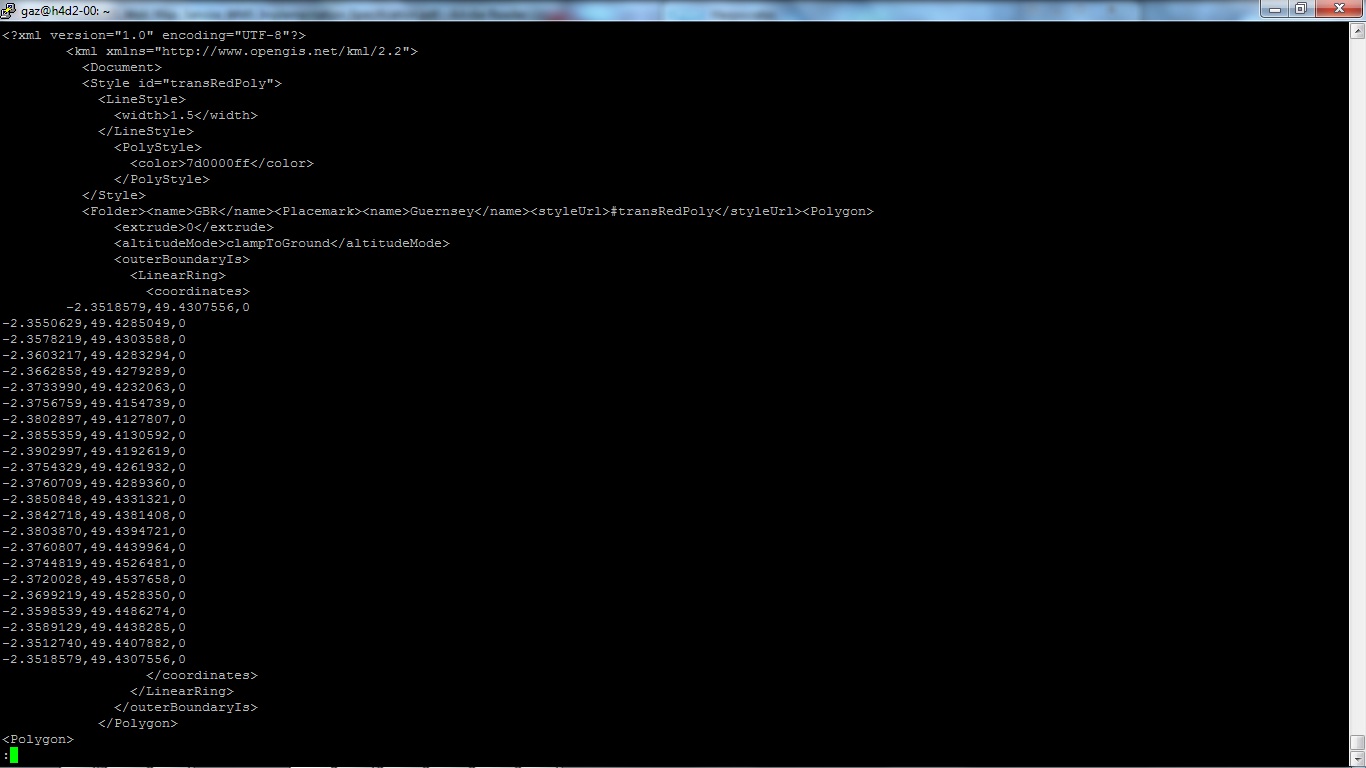 gaz@h4d2-00: ~
<?xml version="1.0" encoding="UTF-8"?>
        <kml xmlns="http://www.opengis.net/kml/2.2">
          <Document>
          <Style id="transRedPoly">
            <LineStyle>
              <width>1.5</width>
            </LineStyle>
              <PolyStyle>
                <color>7d0000ff</color>
              </PolyStyle>
          </Style>
          <Folder><name>GBR</name><Placemark><name>Guernsey</name><styleUrl>#transRedPoly</styleUrl><Polygon>
              <extrude>0</extrude>
              <altitudeMode>clampToGround</altitudeMode>
              <outerBoundaryIs>
                <LinearRing>
                  <coordinates>
        -2.3518579,49.4307556,0
-2.3550629,49.4285049,0
-2.3578219,49.4303588,0
-2.3603217,49.4283294,0
-2.3662858,49.4279289,0
-2.3733990,49.4232063,0
-2.3756759,49.4154739,0
-2.3802897,49.4127807,0
-2.3855359,49.4130592,0
-2.3902997,49.4192619,0
-2.3754329,49.4261932,0
-2.3760709,49.4289360,0
-2.3850848,49.4331321,0
-2.3842718,49.4381408,0
-2.3803870,49.4394721,0
-2.3760807,49.4439964,0
-2.3744819,49.4526481,0
-2.3720028,49.4537658,0
-2.3699219,49.4528350,0
-2.3598539,49.4486274,0
-2.3589129,49.4438285,0
-2.3512740,49.4407882,0
-2.3518579,49.4307556,0
                  </coordinates>
                </LinearRing>
              </outerBoundaryIs>
            </Polygon>
<Polygon>
: